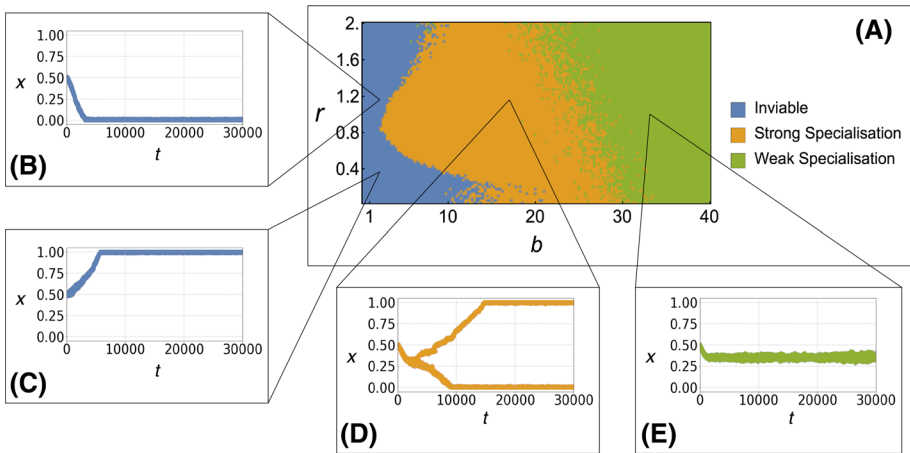 (A)
2.
1.6
1.2
0.8
0.4
r
1
10
20
30
40
b
Inviable
Strong Specialisation
Weak Specialisation
1.00
0.75
0.50
0.25
0.00
x
0
10000
20000
30000
t
(B)
1.00
0.75
0.50
0.25
0.00
x
0
10000
20000
30000
t
(C)
1.00
0.75
0.50
0.25
0.00
x
0
10000
20000
30000
t
(D)
1.00
0.75
0.50
0.25
0.00
x
0
10000
20000
30000
t
(E)